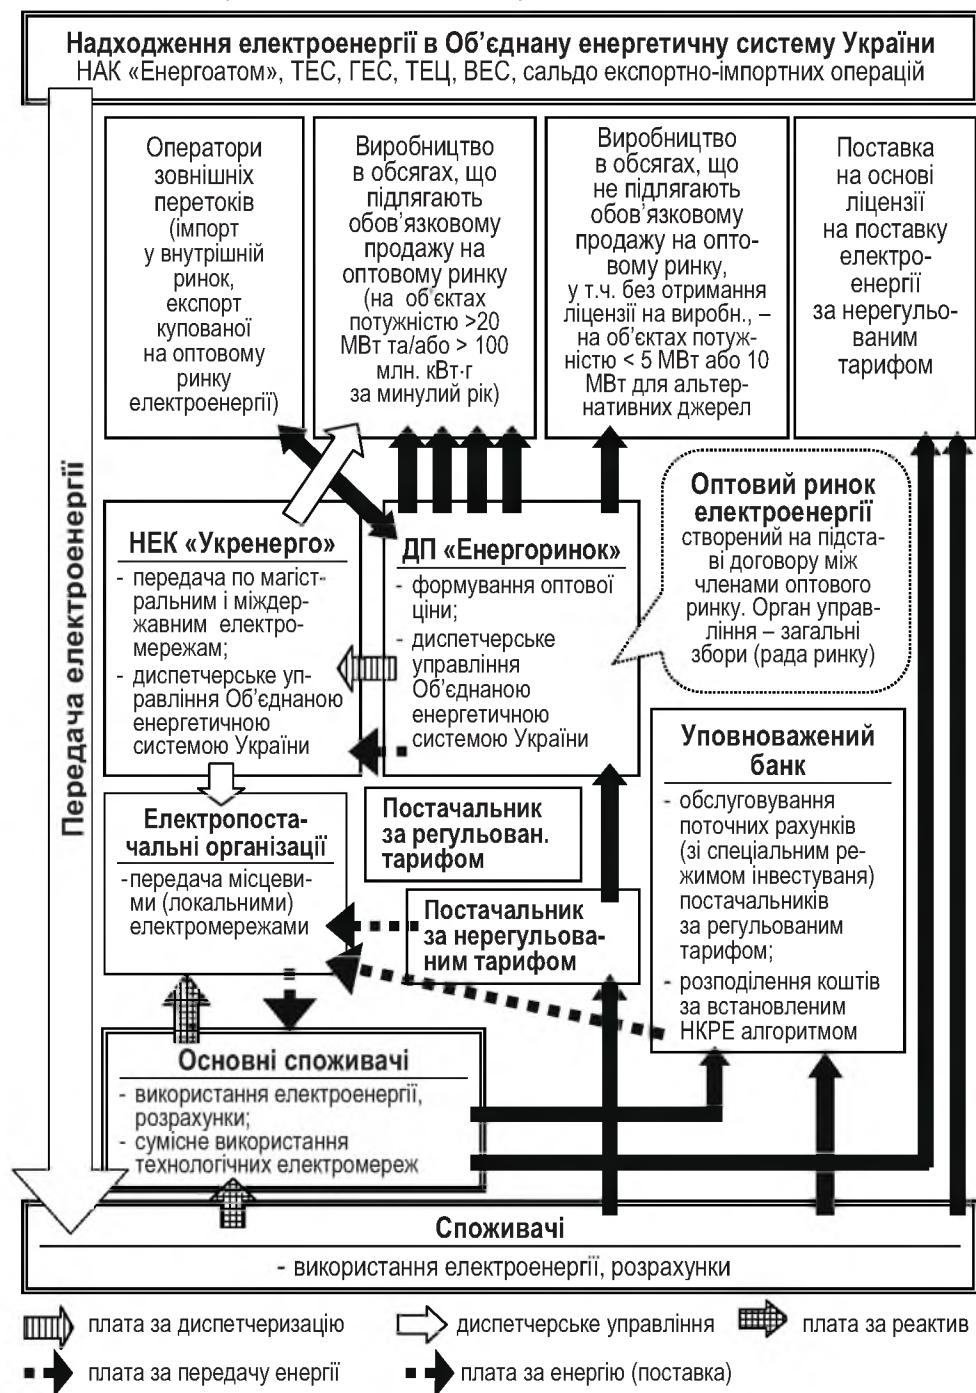 Надходження електроенергії в Об’єднану енергетичну систему України
НАК «Енергоатом», ТЕС, ГЕС, ТЕЦ, ВЕС, сальдо експортно-імпортних операцій
Передача електроенергії
Оператори
зовнішніх
перетоків
(імпорт
у внутрішній
ринок,
експорт
купованої
на оптовому
ринку
електроенергії)
Виробництво
в обсягах, що
підлягають
обов’язковому
продажу на
оптовому ринку
(на об’єктах
потужністю >20
МВт та/або > 100
млн. кВт·г
за минулий рік)
Виробництво
в обсягах, що
не підлягають
обов’язковому
продажу на опто-
вому ринку,
у т.ч. без отримання
ліцензії на виробн., –
на об’єктах потуж-
ністю < 5 МВт або 10
МВт для альтер-
нативних джерел
Поставка
на основі
ліцензії
на поставку
електро-
енергії
за нерегульо-
ваним
тарифом
НЕК «Укренерго»
- передача по магіст-
ральним і міждер-
жавним електро-
мережам;
- диспетчерське уп-
равління Об’єднаною
енергетичною
системою України
ДП «Енергоринок»
- формування оптової
ціни;
- диспетчерське
управління
Об’єднаною
енергетичною
системою України
Оптовий ринок
електроенергії
створений на підста-
ві договору між
членами оптового
ринку. Орган управ-
ління – загальні
збори (рада ринку)
Електропоста-
чальні організації
-передача місцеви-
ми (локальними)
електромережами
Постачальник
за регульован.
тарифом
Постачальник
за нерегульова-
ним тарифом
Уповноважений
банк
- обслуговування
поточних рахунків
(зі спеціальним ре-
жимом інвестуваня)
постачальників
за регульованим
тарифом;
- розподілення коштів
за встановленим
НКРЕ алгоритмом
Основні споживачі
- використання електроенергії,
розрахунки;
- сумісне використання
технологічних електромереж
Споживачі
- використання електроенергії, розрахунки
плата за диспетчеризацію
диспетчерське управління
плата за реактив
плата за передачу енергії
плата за енергію (поставка)